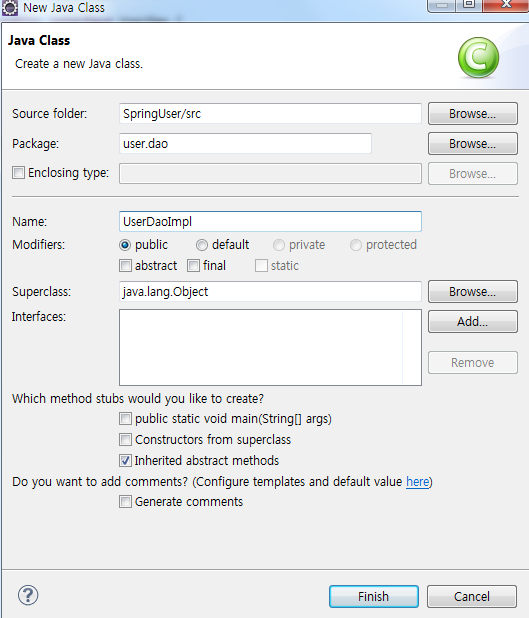 New Java Class
Java Class
Create a new Java class.
Source folder: SpringUser/src Browse...
Package: user.dao Browse...
Enclosing type: Browse...
Name: UserDaoImpl
Modifiers: public default private protected
abstract final static
Superclass: java.lang.Object Browse...
Interfaces: Add...
Remove
Which method stubs would you like to create?
public static void main(String[] args)
Constructors from superclass
Inherited abstract methods
Do you want to add comments? (Configure templates and default value here)
Generate comments
? Finish Cancel